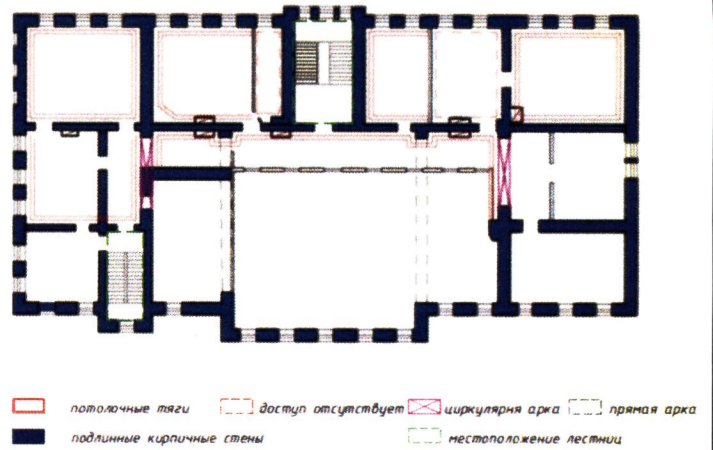 потолочные тяги доступ отсутствует циркулярня арка прямая арка
подлинные кирпичные стены местоположение лестниц